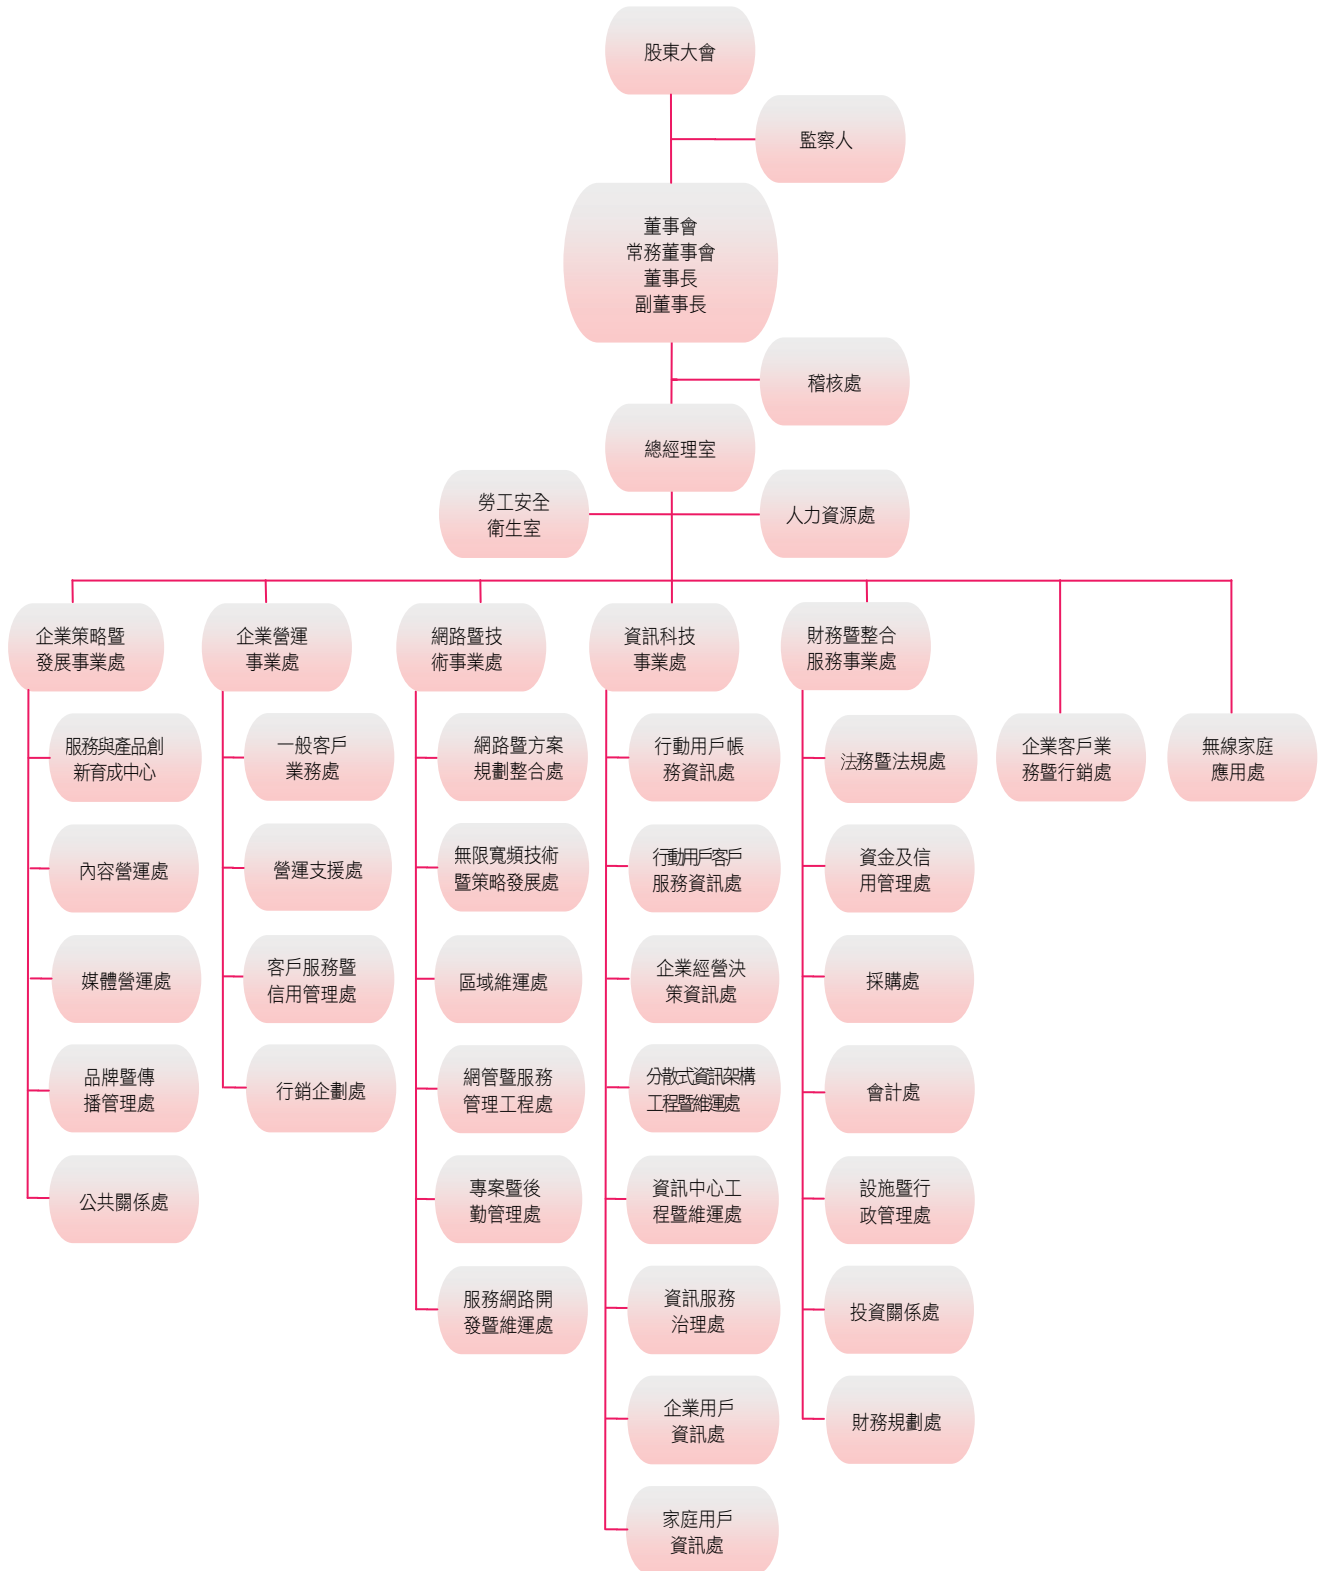 股東大會
監察人
董事會
常務董事會
董事長
副董事長
稽核處
總經理室
勞工安全
衛生室
人力資源處
企業策略暨
發展事業處
企業營運
事業處
網路暨技
術事業處
資訊科技
事業處
財務暨整合
服務事業處
服務與產品創
新育成中心
內容營運處
媒體營運處
品牌暨傳
播管理處
公共關係處
一般客戶
業務處
營運支援處
客戶服務暨
信用管理處
行銷企劃處
網路暨方案
規劃整合處
無限寬頻技術
暨策略發展處
區域維運處
網管暨服務
管理工程處
專案暨後
勤管理處
服務網路開
發暨維運處
行動用戶帳
務資訊處
行動用戶客戶
服務資訊處
企業經營決
策資訊處
分散式資訊架構
工程暨維運處
資訊中心工
程暨維運處
資訊服務
治理處
企業用戶
資訊處
家庭用戶
資訊處
法務暨法規處
資金及信
用管理處
採購處
會計處
設施暨行
政管理處
投資關係處
財務規劃處
企業客戶業
務暨行銷處
無線家庭
應用處